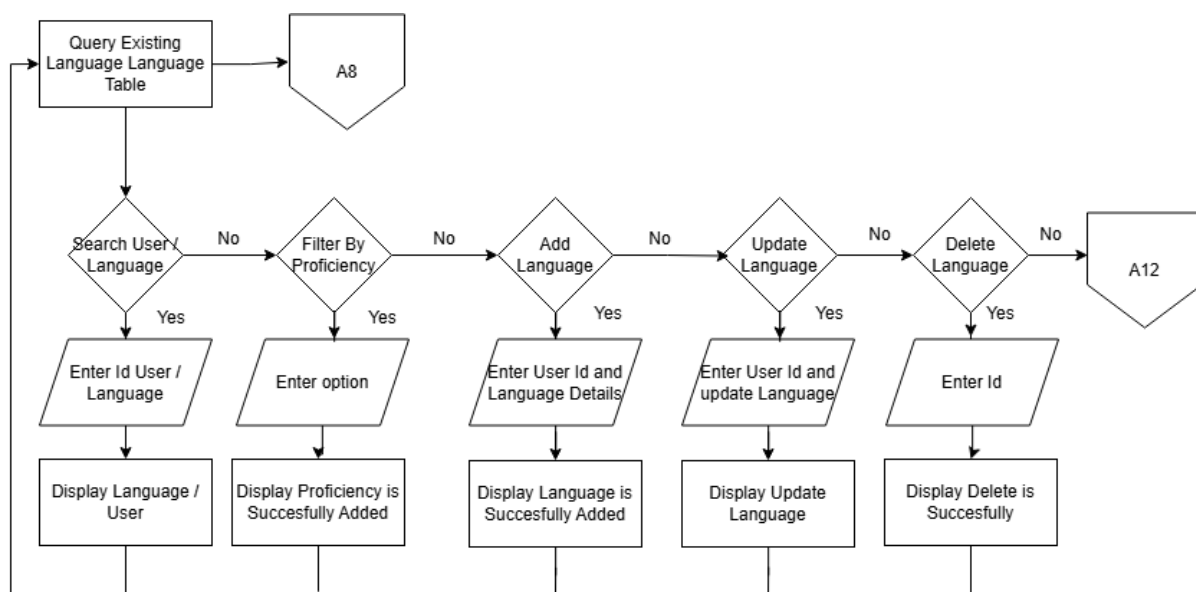 Query Existing
Language Language
Table
A8
Search User /
Language
No
Filter By
Proficiency
No
Add
Language
No
Update
Language
No
Delete
Language
No
A12
Yes
Yes
Yes
Yes
Yes
Enter Id User /
Language
Enter option
Enter User Id and
Language Details
Enter User Id and
update Language
Enter Id
Display Language /
User
Display Proficiency is
Succesfully Added
Display Language is
Succesfully Added
Display Update
Language
Display Delete is
Succesfully